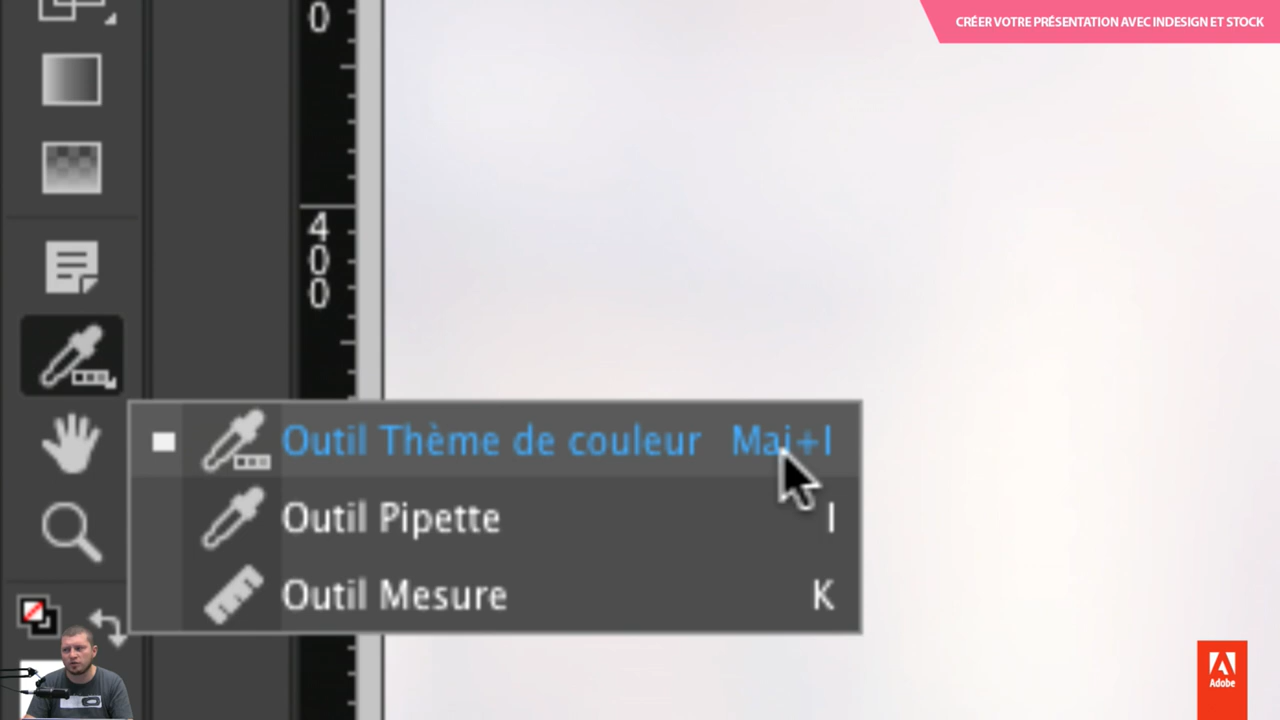 CRÉER VOTRE PRÉSENTATION AVEC INDESIGN ET STOCK
0
4
0
0
Outil Thème de couleur Maj+I
Outil Pipette I
Outil Mesure K
Adobe